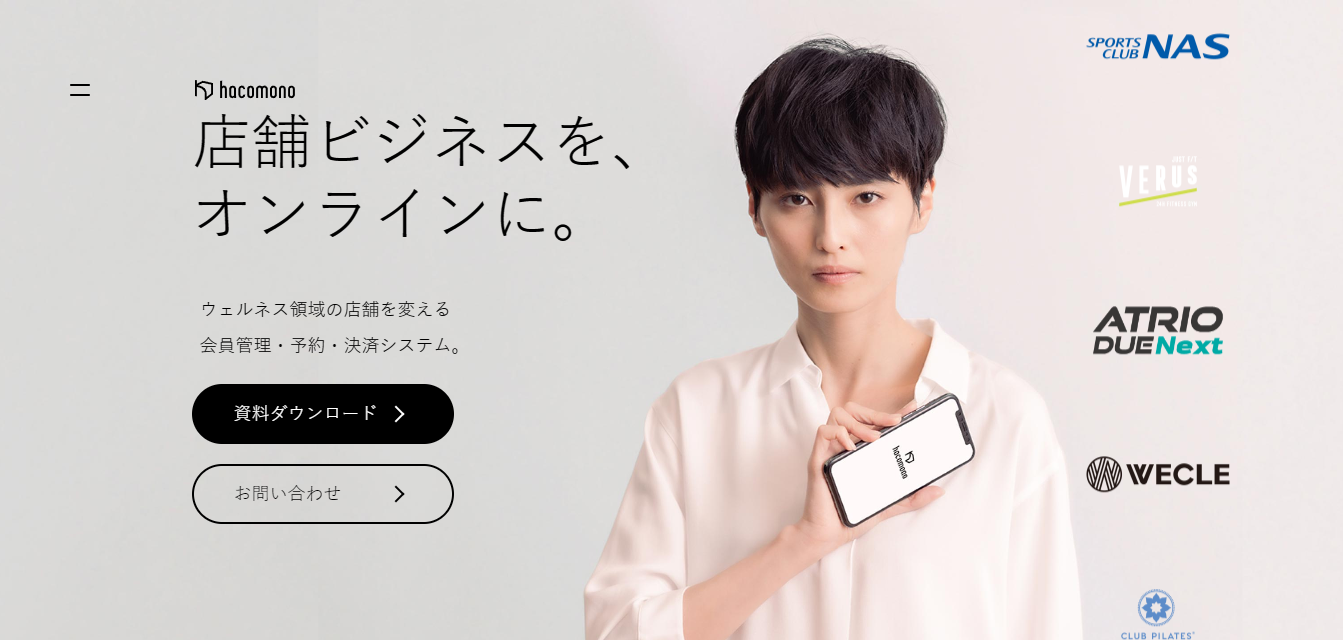 hacomono
店舗ビジネスを、
オンラインに。
ウェルネス領域の店舗を変える
会員管理・予約・決済システム。
資料ダウンロード
お問い合わせ
hacomono
SPORTS
CLUB NAS
VERUS
ATRIO
DUE Next
WECLE
CLUB PILATES